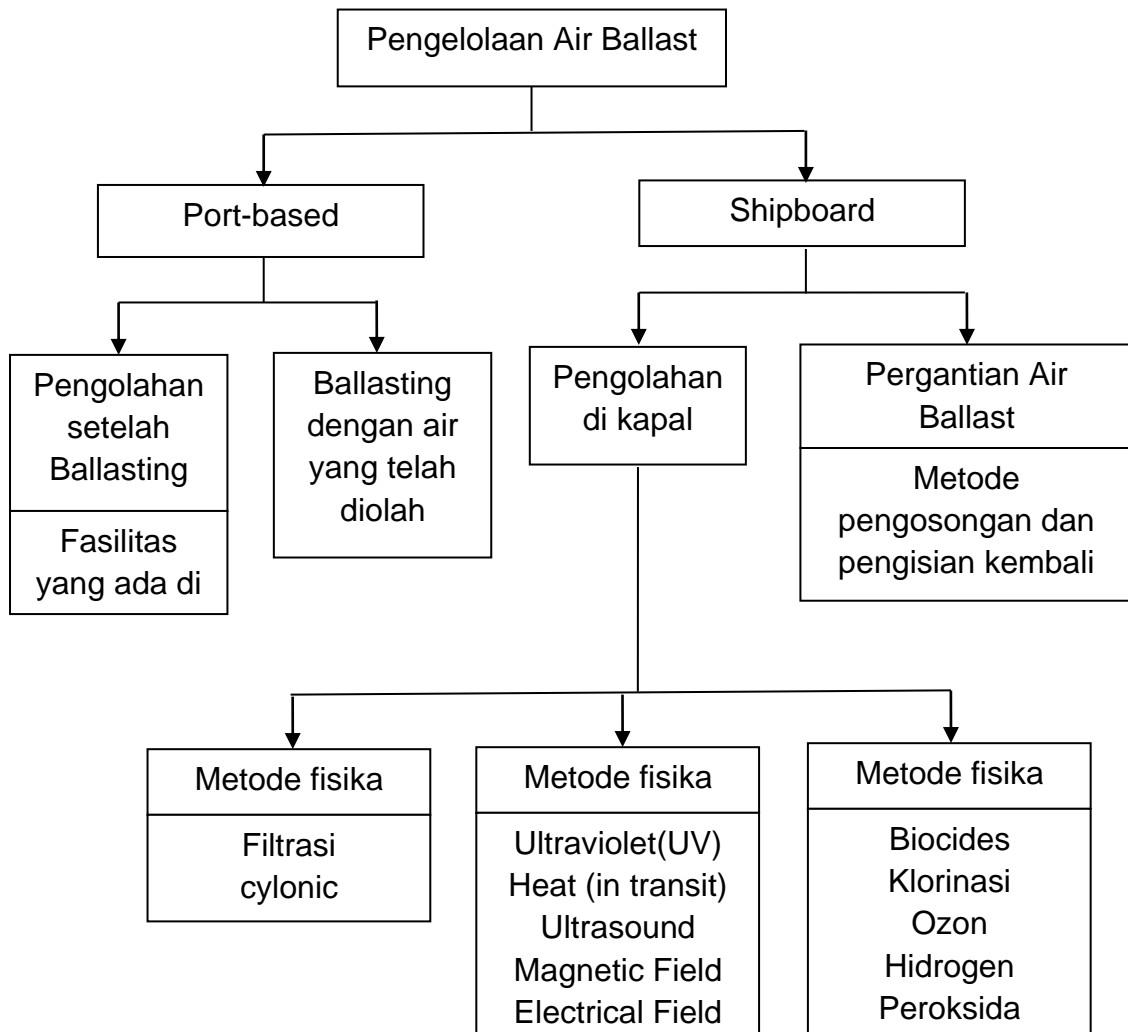 Pengelolaan Air Ballast
Port-based
Shipboard
Pengolahan
setelah
Ballasting
Fasilitas
yang ada di
Ballasting
dengan air
yang telah
diolah
Pengolahan
di kapal
Pergantian Air
Ballast
Metode
pengosongan dan
pengisian kembali
Metode fisika
Filtrasi
cylonic
Metode fisika
Ultraviolet(UV)
Heat (in transit)
Ultrasound
Magnetic Field
Electrical Field
Metode fisika
Biocides
Klorinasi
Ozon
Hidrogen
Peroksida